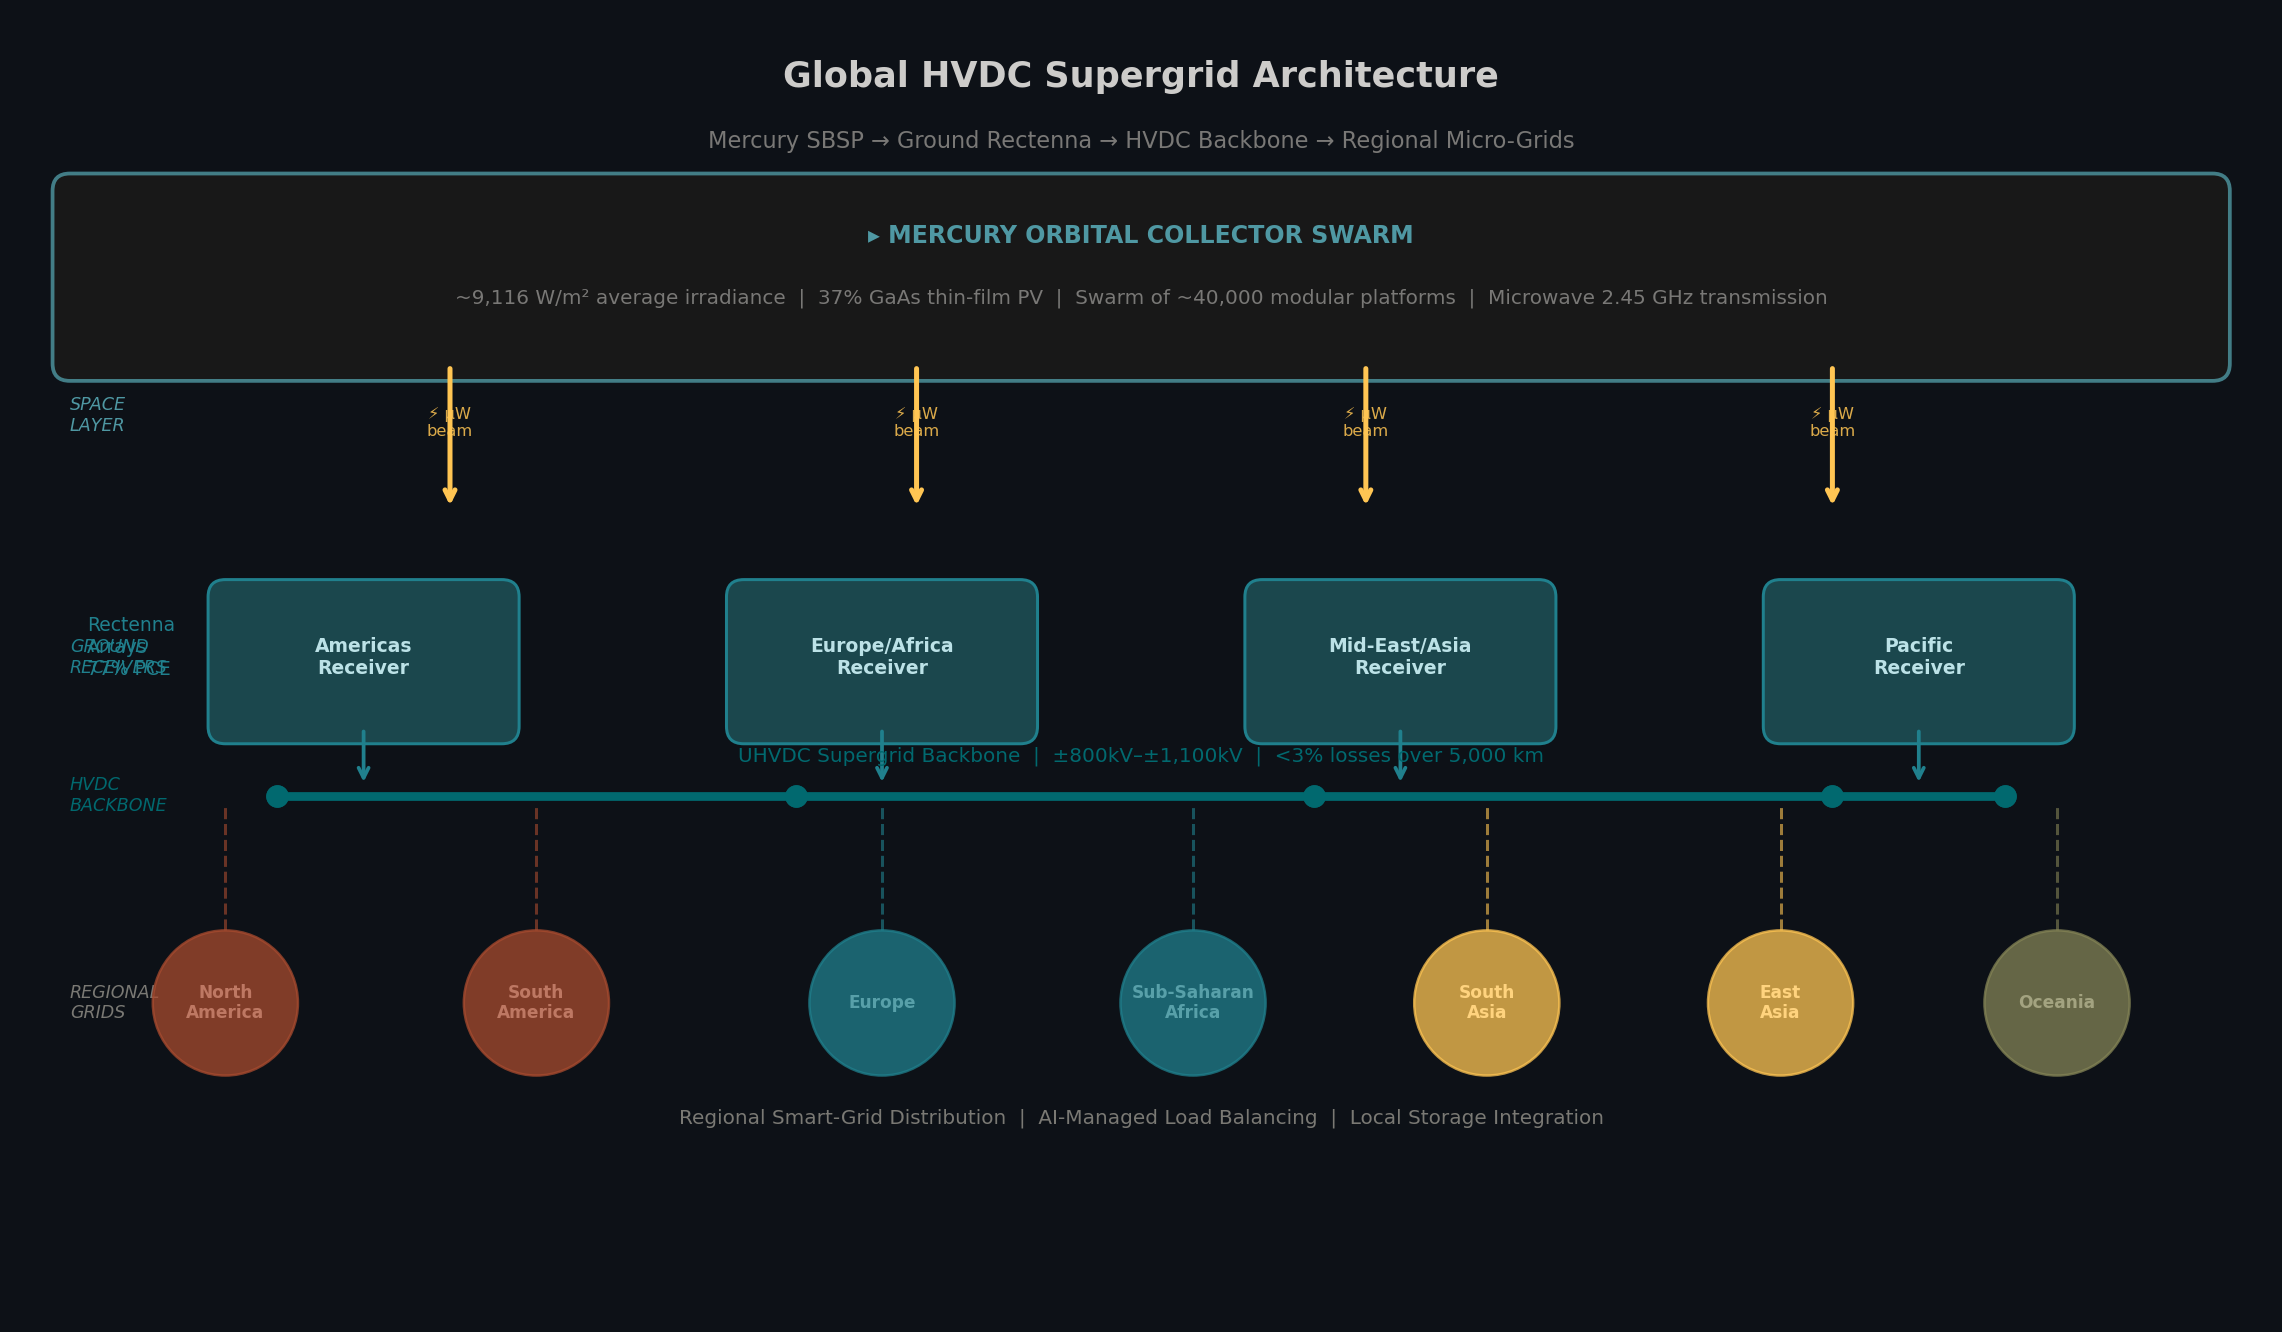 Global HVDC Supergrid Architecture
Mercury SBSP → Ground Rectenna → HVDC Backbone → Regional Micro-Grids
▸ MERCURY ORBITAL COLLECTOR SWARM
~9,116 W/m² average irradiance | 37% GaAs thin-film PV | Swarm of ~40,000 modular platforms | Microwave 2.45 GHz transmission
SPACE
LAYER
⚡ µW
beam
⚡ µW
beam
⚡ µW
beam
⚡ µW
beam
Rectenna
Arrays
77% PCE
GROUND
RECEIVERS
Americas
Receiver
Europe/Africa
Receiver
Mid-East/Asia
Receiver
Pacific
Receiver
UHVDC Supergrid Backbone | ±800kV–±1,100kV | <3% losses over 5,000 km
HVDC
BACKBONE
REGIONAL
GRIDS
North
America
South
America
Europe
Sub-Saharan
Africa
South
Asia
East
Asia
Oceania
Regional Smart-Grid Distribution | AI-Managed Load Balancing | Local Storage Integration